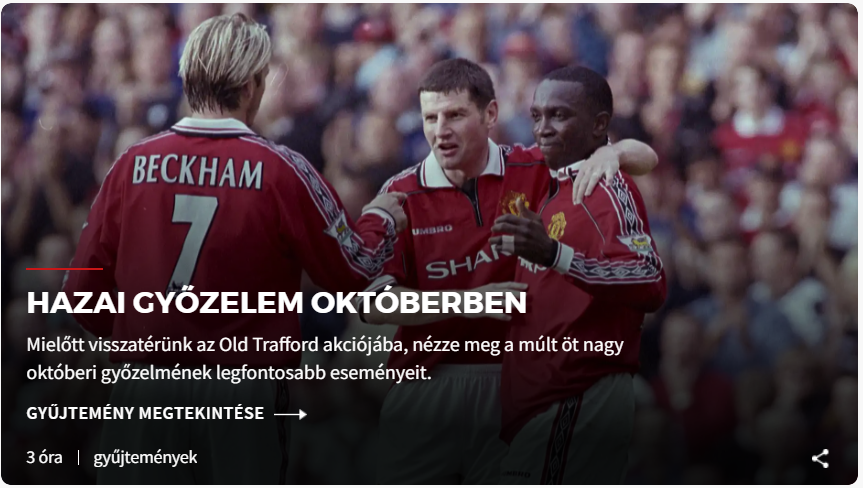 BECKHAM
7
UMBRO
SHAR
HAZAI GYŐZELEM OKTÓBERBEN
Mielőtt visszatérünk az Old Trafford akciójába, nézze meg a múlt öt nagy
októberi győzelmének legfontosabb eseményeit.
GYŰJTEMÉNY MEGTEKINTÉSE
3 óra | gyűjtemények